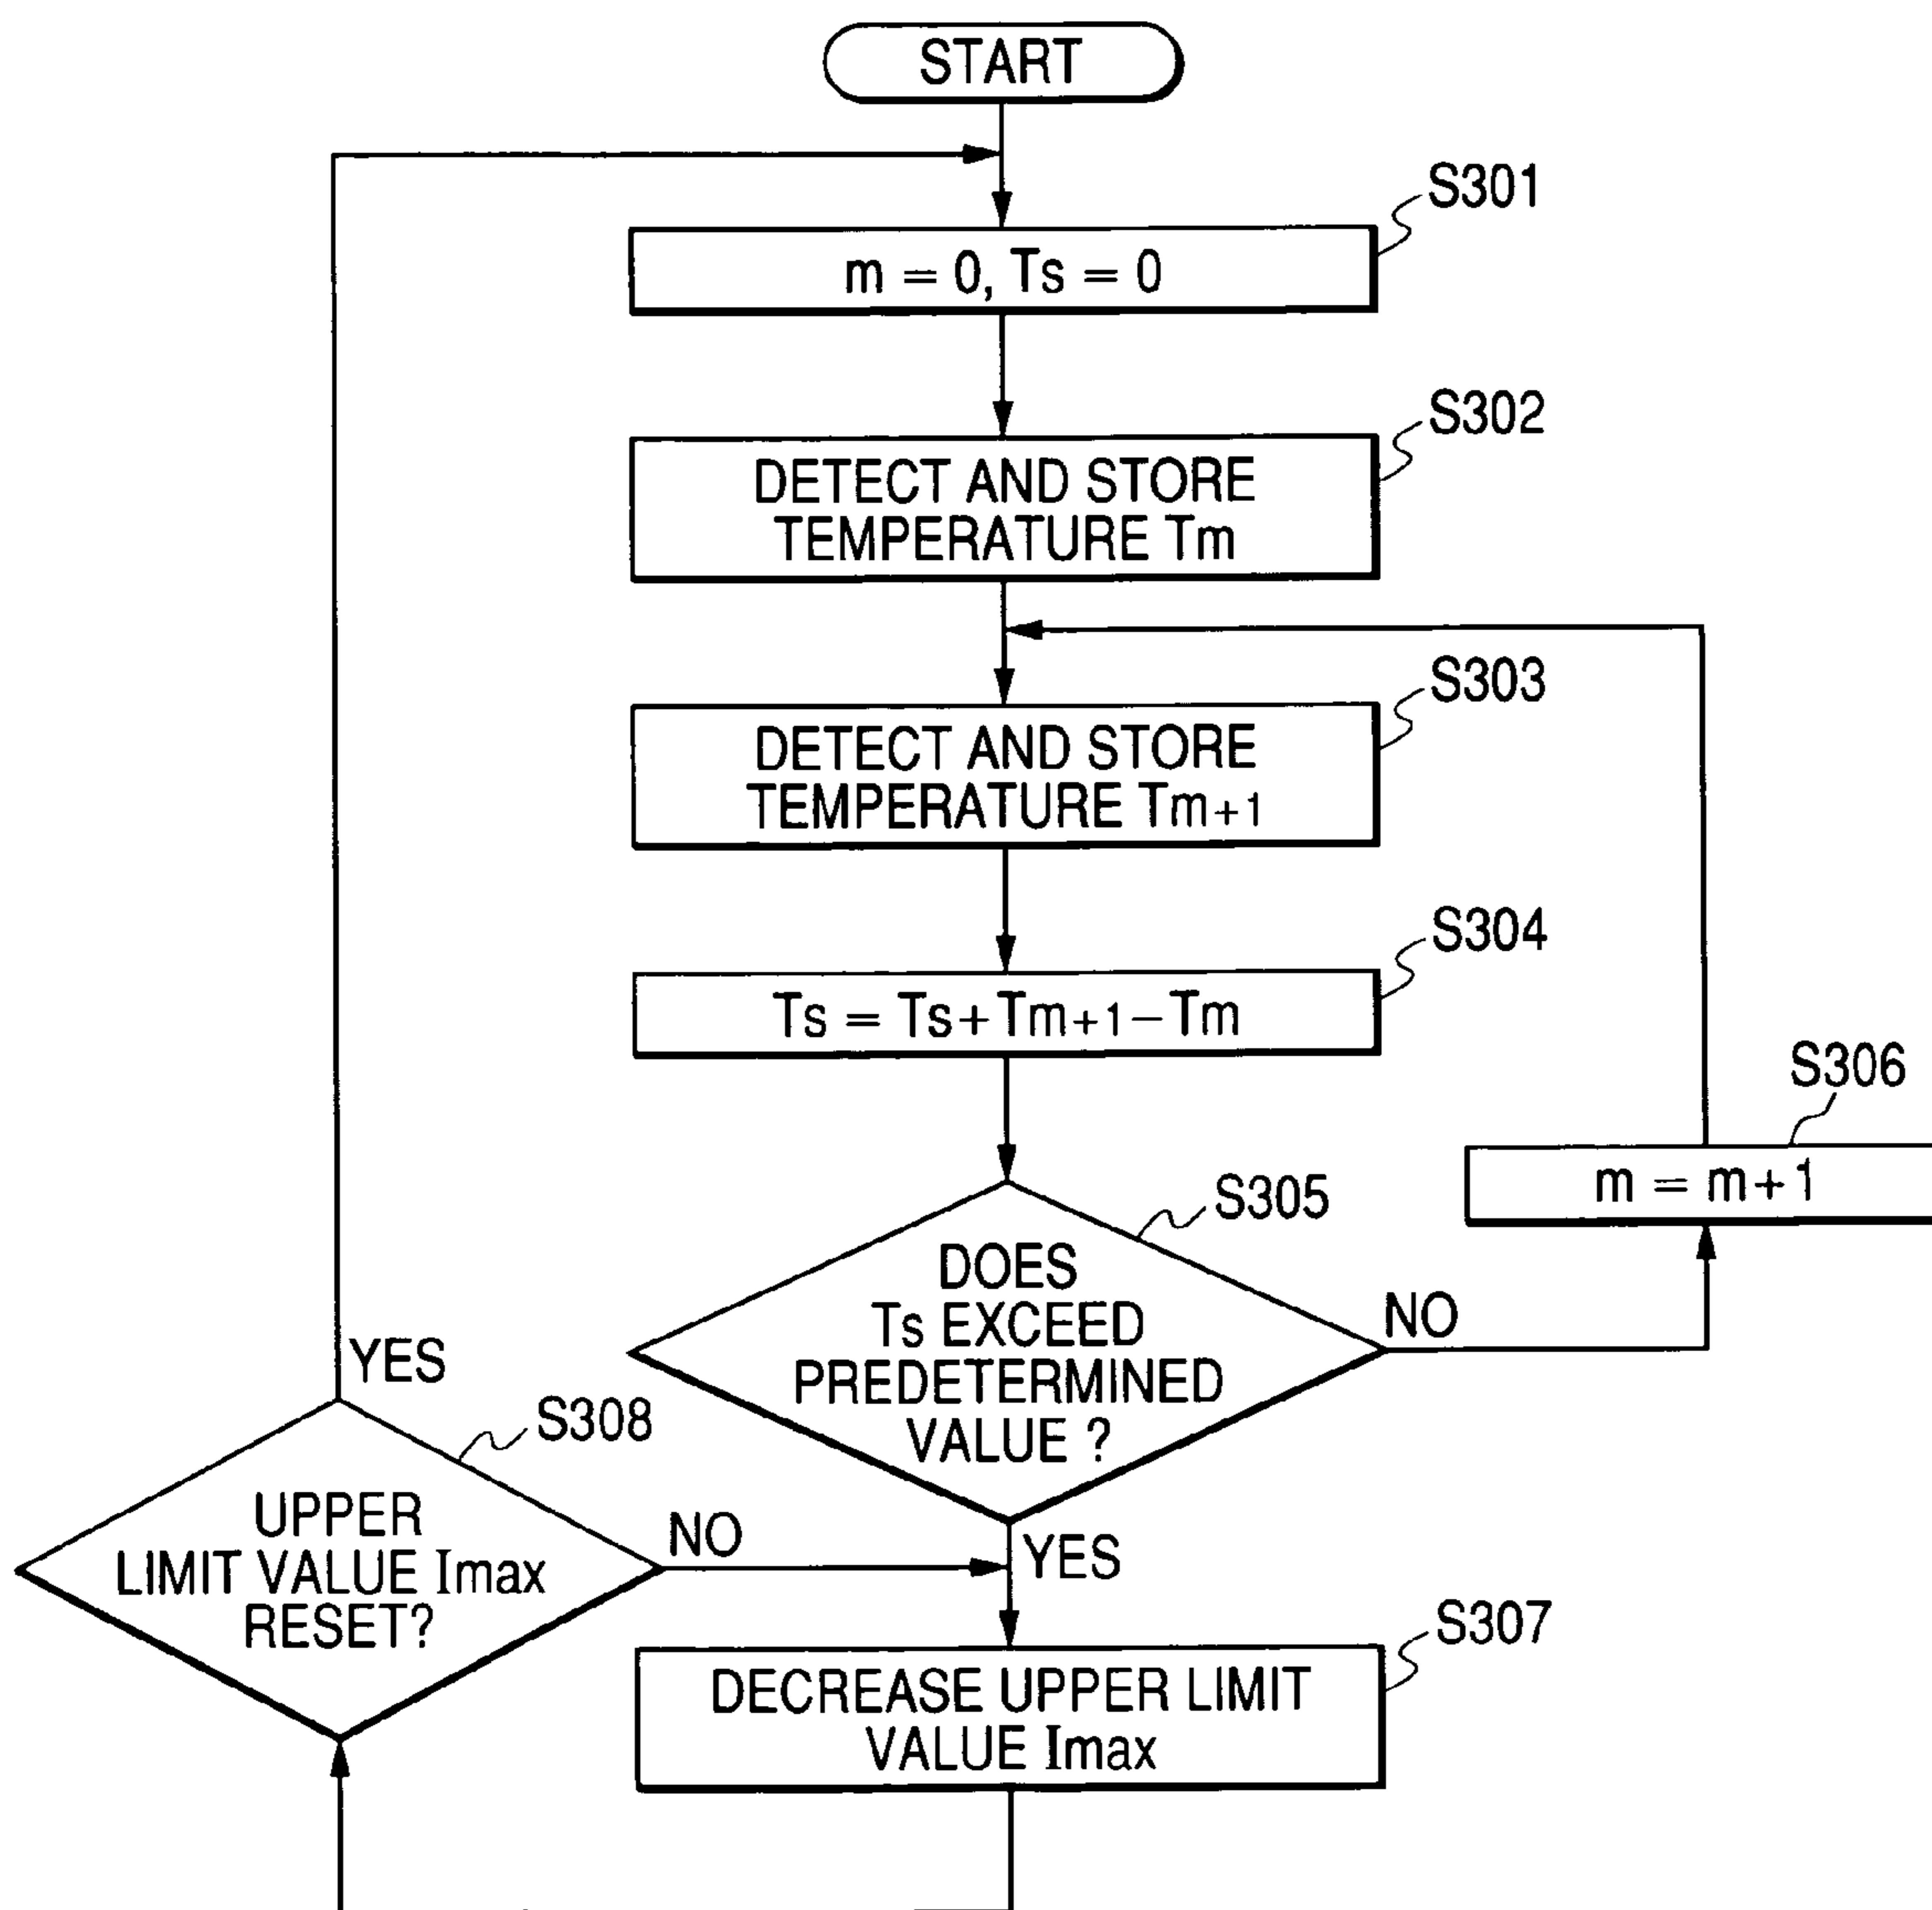 START
S301
m = 0, Ts = 0
S302
DETECT AND STORE
TEMPERATURE Tm
S303
DETECT AND STORE
TEMPERATURE Tm+1
S304
Ts = Ts+Tm+1−Tm
S306
m = m+1
S305
DOES
Ts EXCEED
PREDETERMINED
VALUE ?
NO
YES
YES
S308
UPPER
LIMIT VALUE Imax
RESET?
NO
S307
DECREASE UPPER LIMIT
VALUE Imax